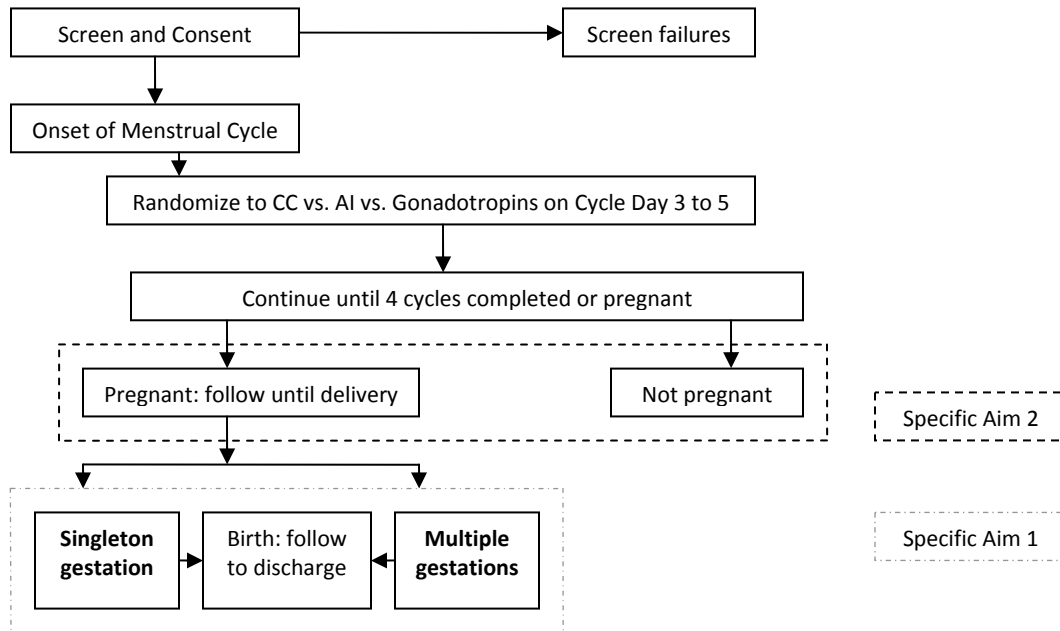 Screen and Consent
Screen failures
Onset of Menstrual Cycle
Randomize to CC vs. AI vs. Gonadotropins on Cycle Day 3 to 5
Continue until 4 cycles completed or pregnant
Pregnant: follow until delivery
Not pregnant
Specific Aim 2
Singleton
gestation
Birth: follow
to discharge
Multiple
gestations
Specific Aim 1